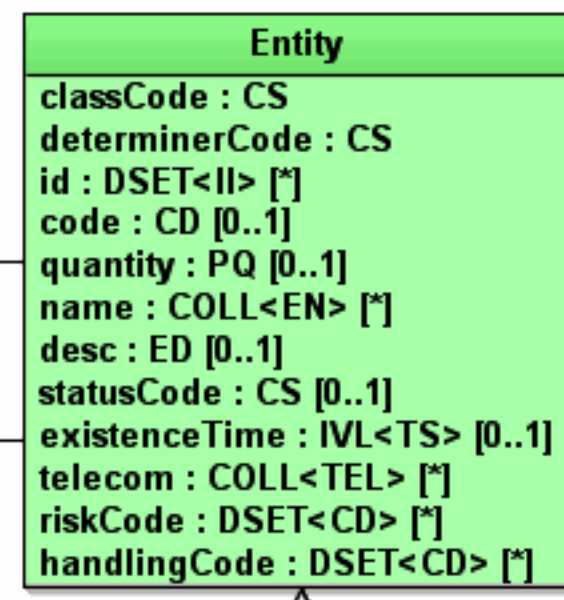 Entity
classCode : CS
determinerCode : CS
id : DSET<II> [*]
code : CD [0..1]
quantity : PQ [0..1]
name : COLL<EN> [*]
desc : ED [0..1]
statusCode : CS [0..1]
existenceTime : IVL<TS> [0..1]
telecom : COLL<TEL> [*]
riskCode : DSET<CD> [*]
handlingCode : DSET<CD> [*]